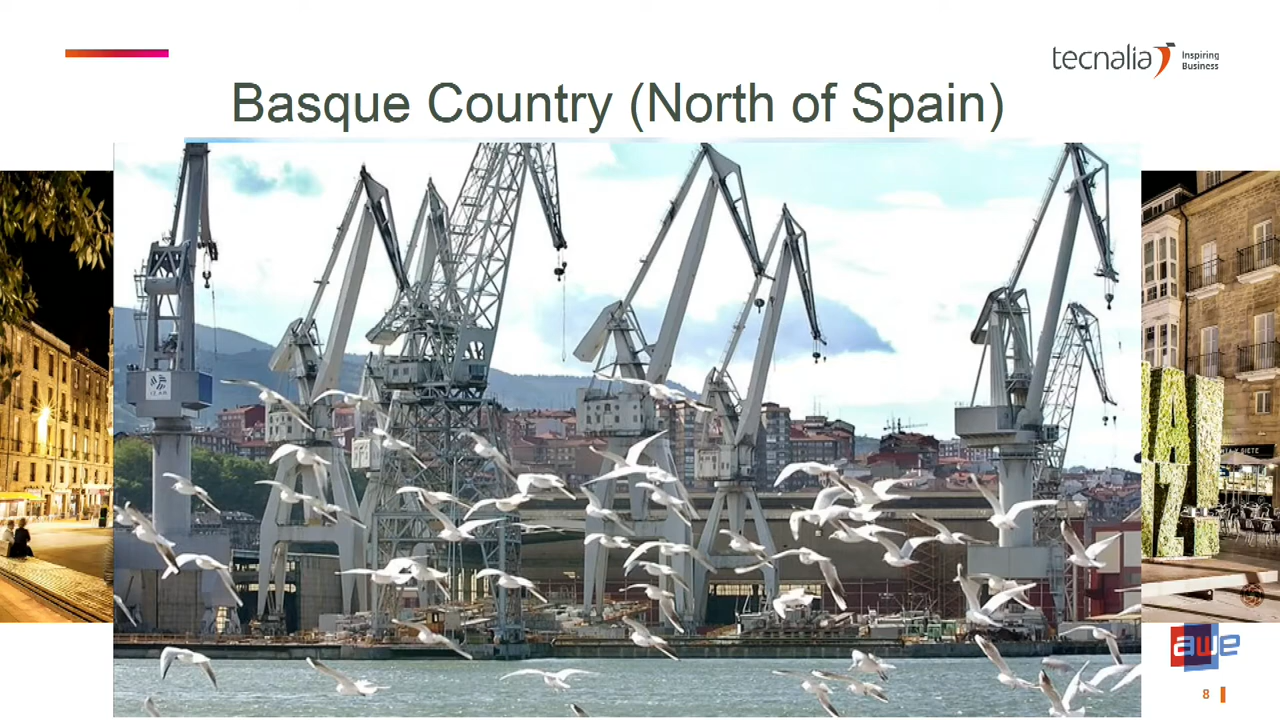 tecnalia
Inspiring
Business
Basque Country (North of Spain)
awe
8